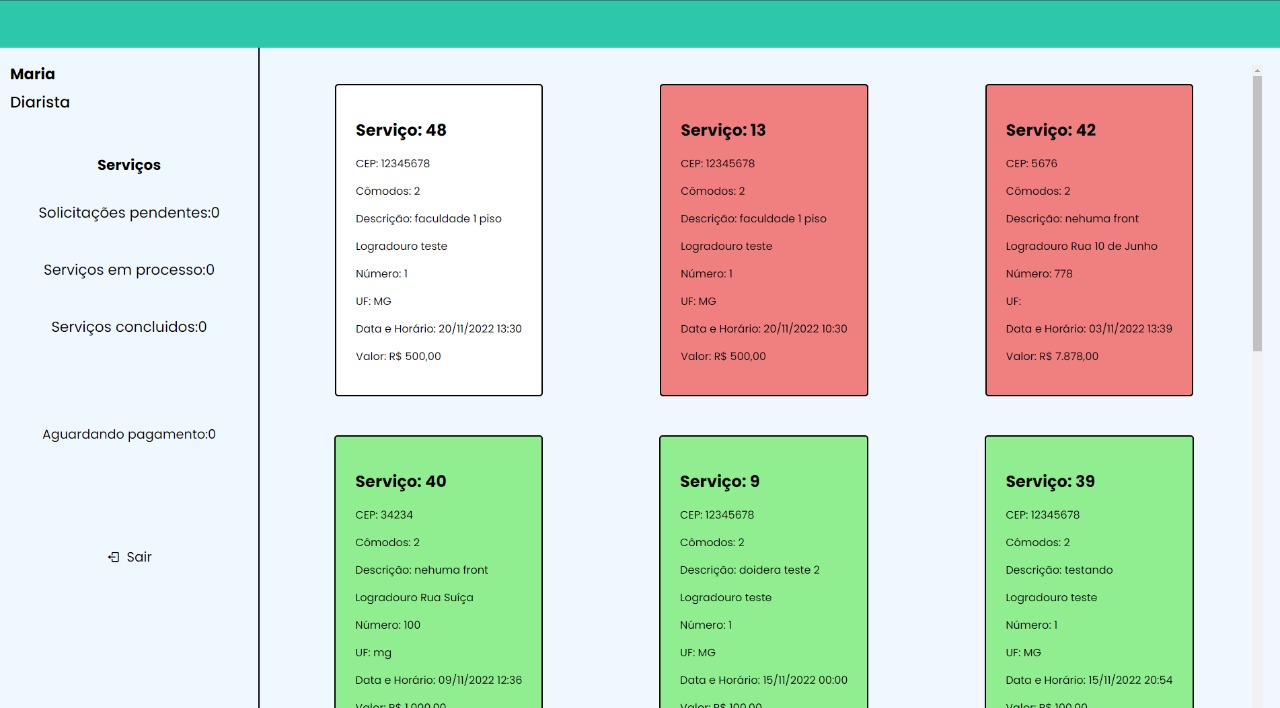 Maria
Diarista
Serviços
Solicitações pendentes:0
Serviços em processo:0
Serviços concluidos:0
Aguardando pagamento:0
Sair
Serviço: 48
CEP: 12345678
Cômodos: 2
Descrição: faculdade 1 piso
Logradouro teste
Número: 1
UF: MG
Data e Horário: 20/11/2022 13:30
Valor: R$ 500,00
Serviço: 13
CEP: 12345678
Cômodos: 2
Descrição: faculdade 1 piso
Logradouro teste
Número: 1
UF: MG
Data e Horário: 20/11/2022 10:30
Valor: R$ 500,00
Serviço: 42
CEP: 5676
Cômodos: 2
Descrição: nehuma front
Logradouro Rua 10 de Junho
Número: 778
UF:
Data e Horário: 03/11/2022 13:39
Valor: R$ 7.878,00
Serviço: 40
CEP: 34234
Cômodos: 2
Descrição: nehuma front
Logradouro Rua Suíça
Número: 100
UF: mg
Data e Horário: 09/11/2022 12:36
Valor: R$ 1.000,00
Serviço: 9
CEP: 12345678
Cômodos: 2
Descrição: doidera teste 2
Logradouro teste
Número: 1
UF: MG
Data e Horário: 15/11/2022 00:00
Valor: R$ 100,00
Serviço: 39
CEP: 12345678
Cômodos: 2
Descrição: testando
Logradouro teste
Número: 1
UF: MG
Data e Horário: 15/11/2022 20:54
Valor: R$ 100,00